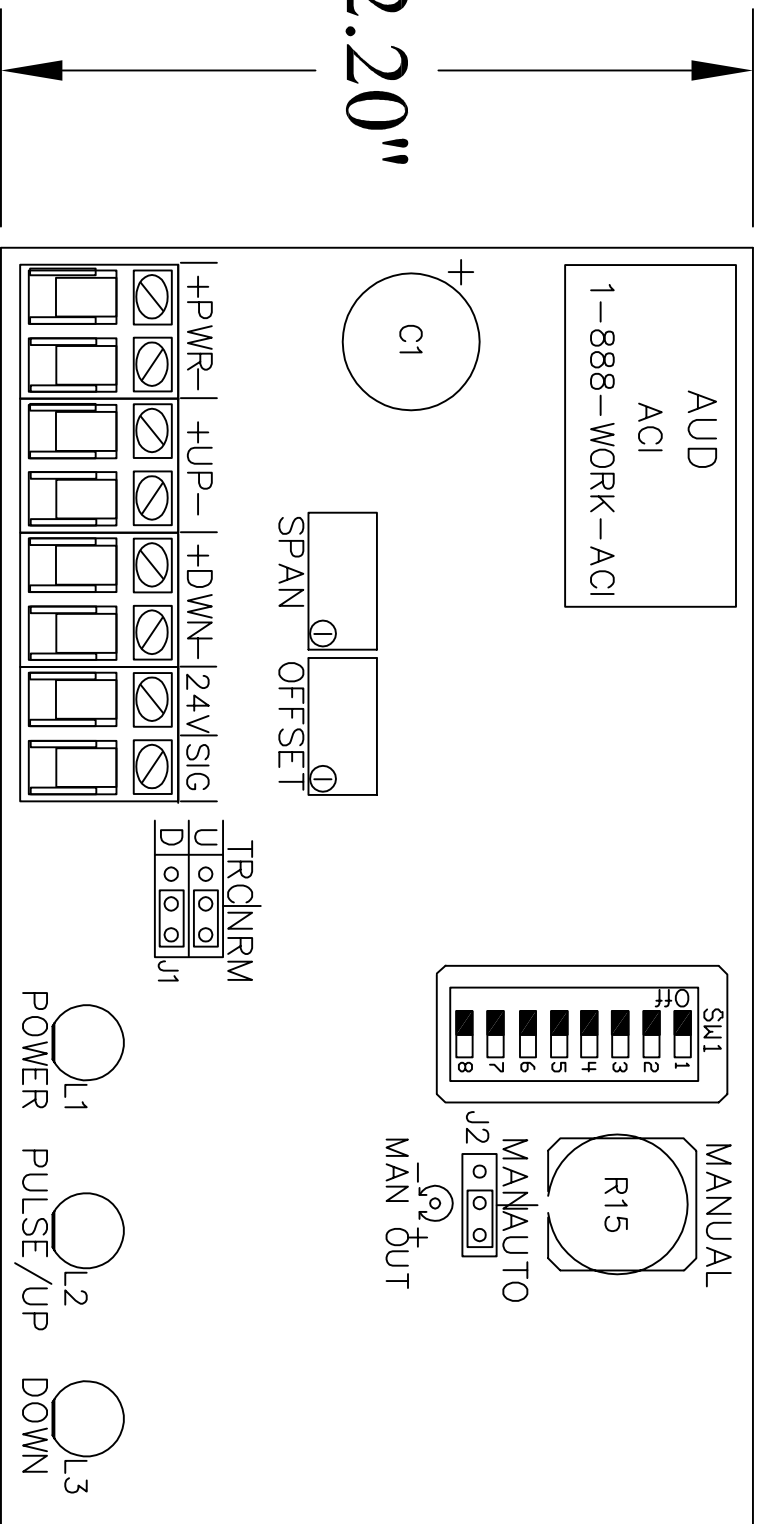 2.20"
AUD
ACI
1-888-WORK-ACI
+
C1
SPAN
OFFSET
+PWR-
+UP-
+DWN-
24V
SIG
SW1
Off
1
2
3
4
5
6
7
8
MANUAL
R15
MAN AUTO
J2
- +
MAN OUT
TRC NRM
U
D
J1
L1
POWER
L2
PULSE/UP
L3
DOWN